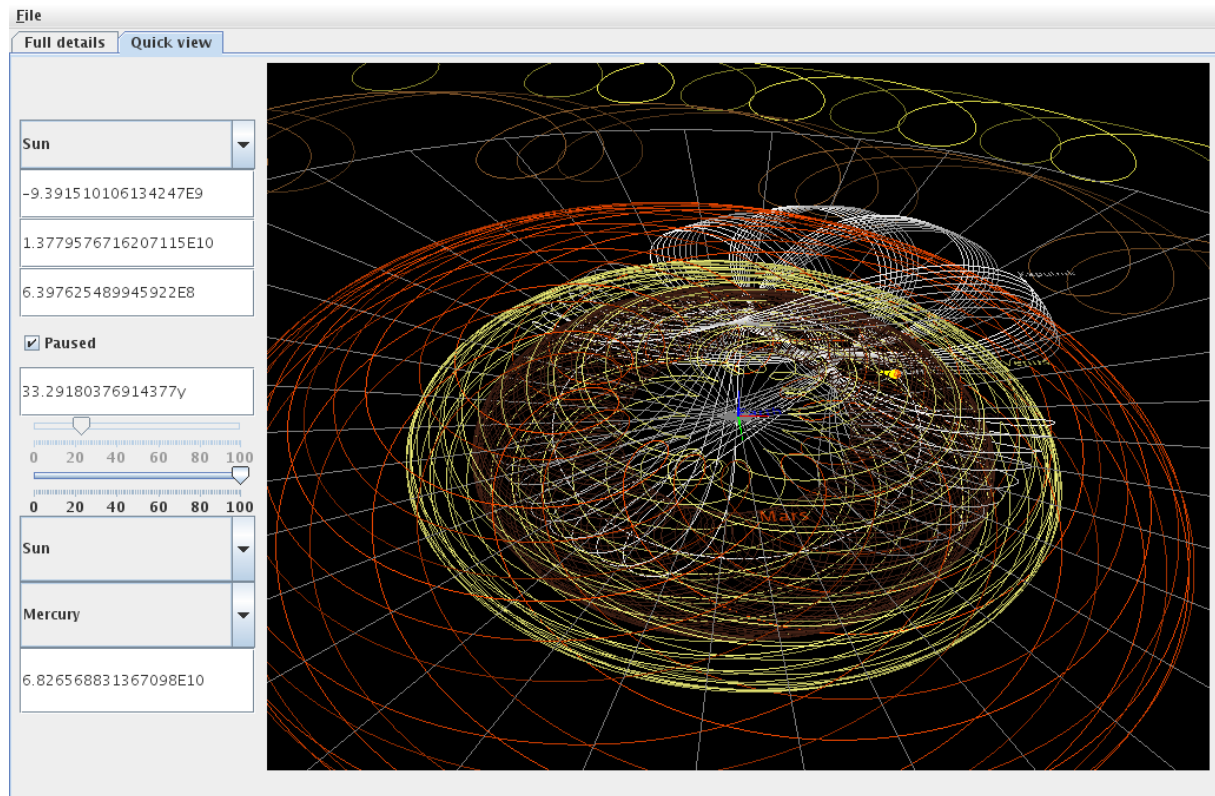 File
Full details
Quick view
Sun
-9.391510106134247E9
1.3779576716207115E10
6.397625489945922E8
Paused
33.29180376914377y
0 20 40 60 80 100
0 20 40 60 80 100
Sun
Mercury
6.826568831367098E10
Mars